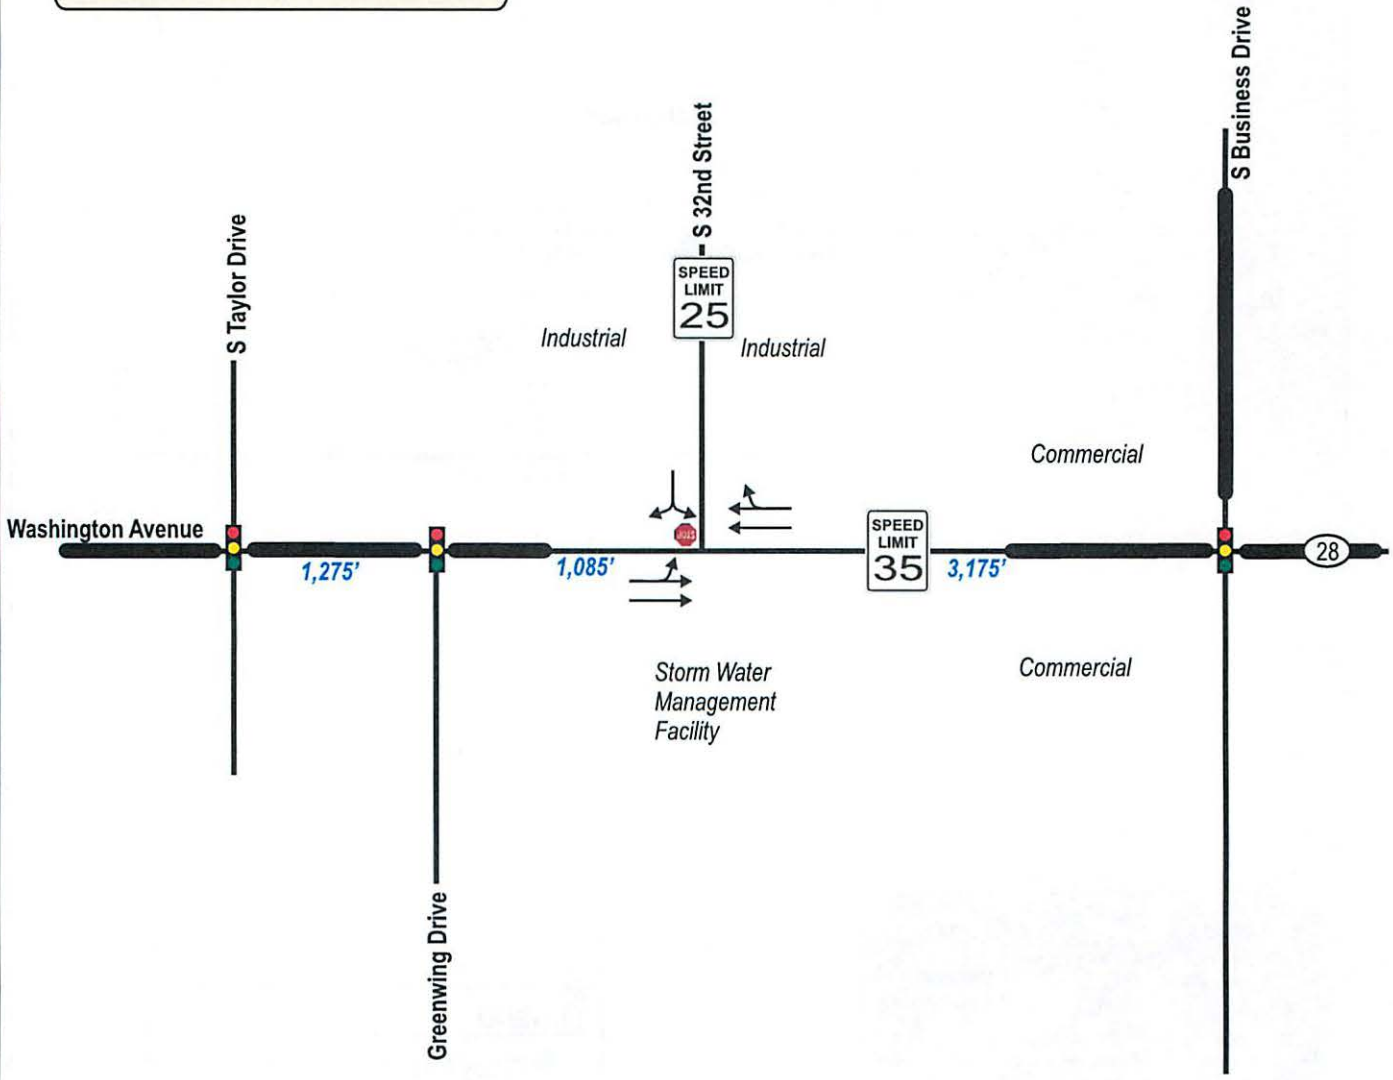 S Business Drive
S 32nd Street
S Taylor Drive
SPEED
LIMIT
25
Industrial
Industrial
Commercial
Washington Avenue
STOP
SPEED
LIMIT
35
28
1,275'
1,085'
3,175'
Storm Water
Management
Facility
Commercial
Greenwing Drive